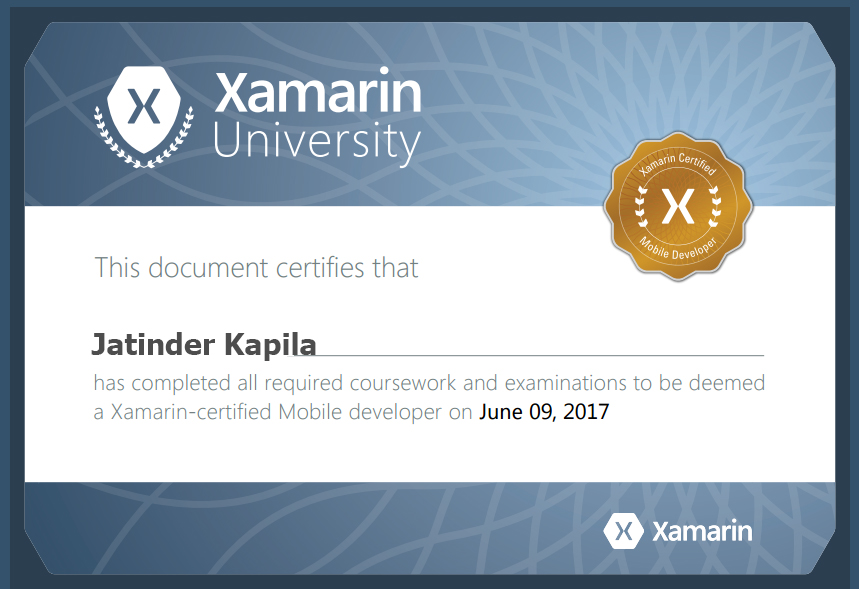 Xamarin
University
Xamarin Certified
X
Mobile Developer
This document certifies that
Jatinder Kapila
has completed all required coursework and examinations to be deemed
a Xamarin-certified Mobile developer on June 09, 2017
Xamarin